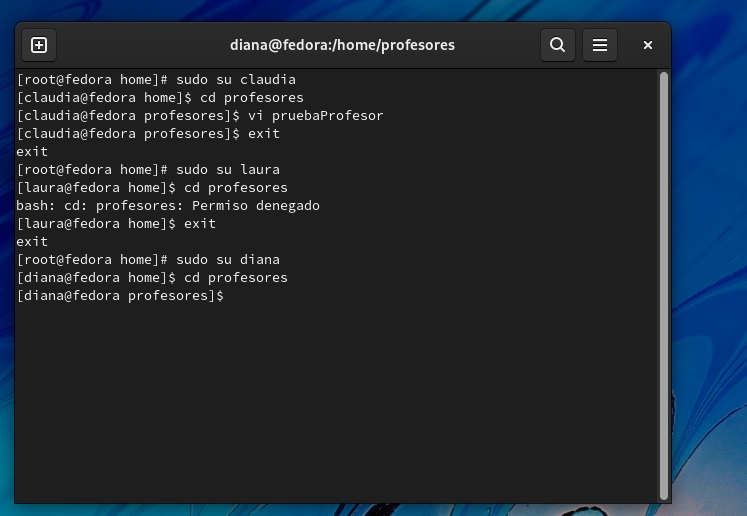 diana@fedora:/home/profesores
[root@fedora home]# sudo su claudia
[claudia@fedora home]$ cd profesores
[claudia@fedora profesores]$ vi pruebaProfesor
[claudia@fedora profesores]$ exit
exit
[root@fedora home]# sudo su laura
[laura@fedora home]$ cd profesores
bash: cd: profesores: Permiso denegado
[laura@fedora home]$ exit
exit
[root@fedora home]# sudo su diana
[diana@fedora home]$ cd profesores
[diana@fedora profesores]$